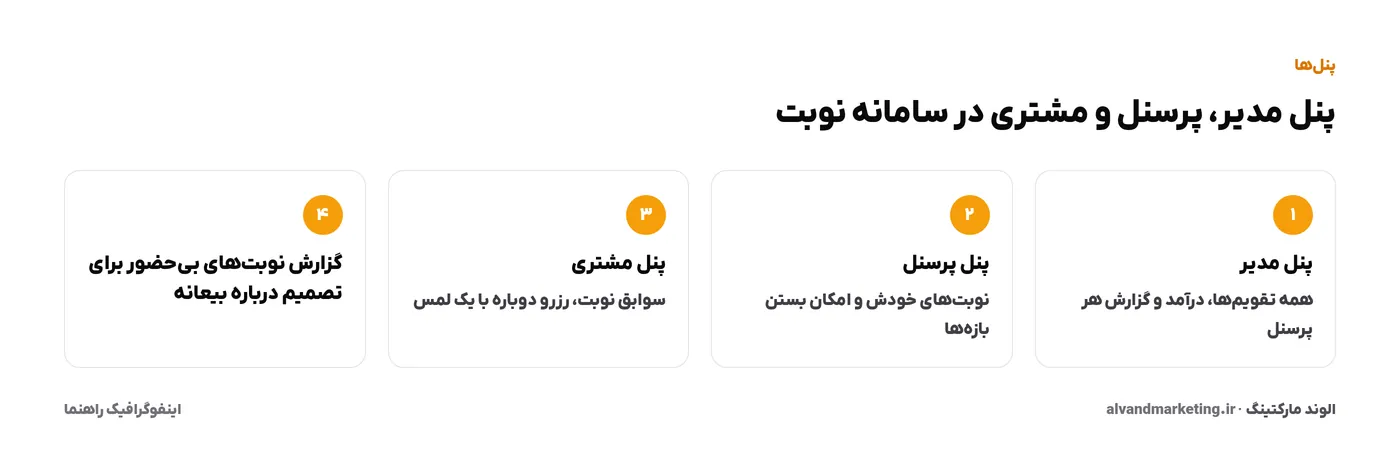 پنل‌ها
پنل مدیر، پرسنل و مشتری در سامانه نوبت
۱
پنل مدیر
همه تقویم‌ها، درآمد و گزارش هر
پرسنل
۲
پنل پرسنل
نوبت‌های خودش و امکان بستن
بازه‌ها
۳
پنل مشتری
سوابق نوبت، رزرو دوباره با یک لمس
۴
گزارش نوبت‌های بی‌حضور برای
تصمیم درباره بیعانه
الوند مارکتینگ · alvandmarketing.ir
اینفوگرافیک راهنما